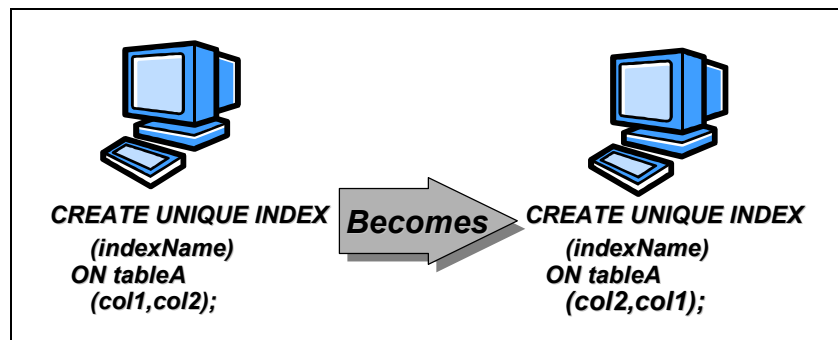 CREATE UNIQUE INDEX
(indexName)
ON tableA
(col1,col2);
Becomes
CREATE UNIQUE INDEX
(indexName)
ON tableA
(col2,col1);